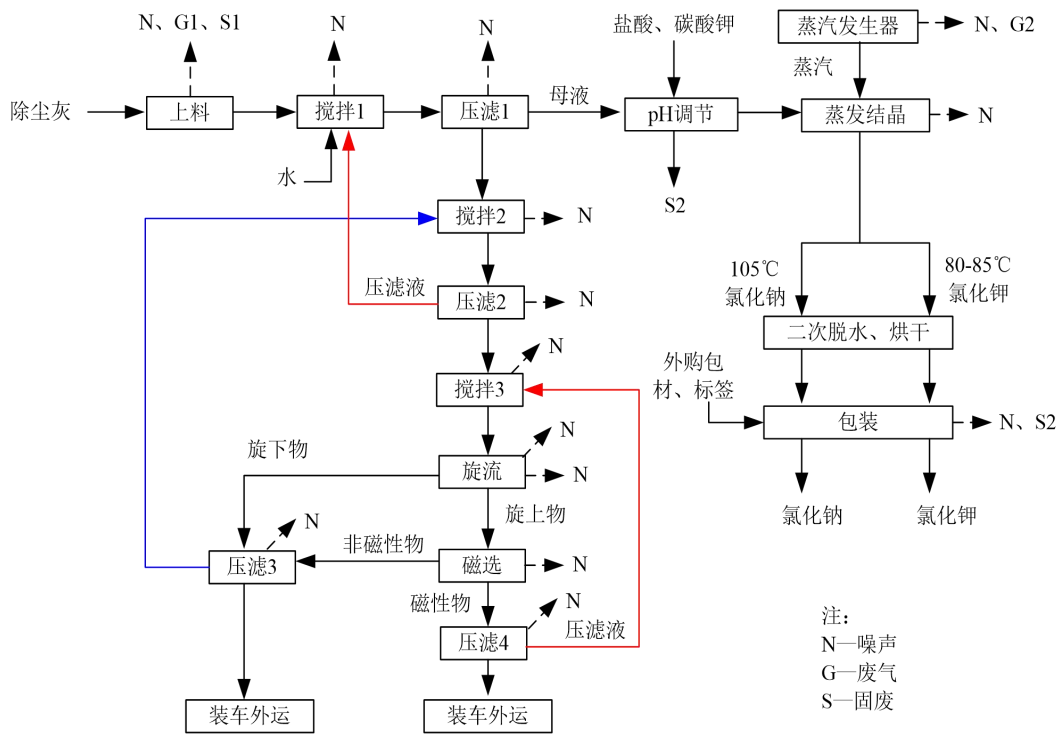 N、G1、S1
N
N
盐酸、碳酸钾
蒸汽发生器
N、G2
蒸汽
除尘灰
上料
搅拌1
压滤1
母液
pH调节
蒸发结晶
N
水
S2
搅拌2
N
压滤液
压滤2
N
105℃
氯化钠
80-85℃
氯化钾
二次脱水、烘干
搅拌3
N
外购包
材、标签
包装
N、S2
旋下物
旋流
N
N
旋上物
氯化钠
氯化钾
N
压滤3
非磁性物
磁选
N
磁性物
N
压滤4
压滤液
装车外运
装车外运
注：
N—噪声
G—废气
S—固废